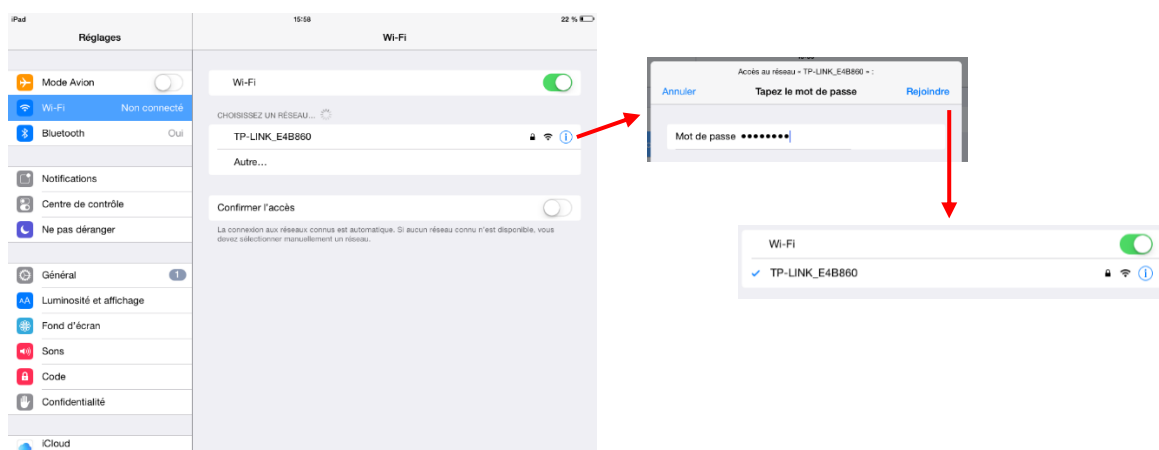 iPad
15:58
22 %
Réglages
Wi-Fi
Mode Avion
Wi-Fi Non connecté
Bluetooth Oui
Notifications
Centre de contrôle
Ne pas déranger
Général 1
Luminosité et affichage
Fond d'écran
Sons
Code
Confidentialité
iCloud
Wi-Fi
CHOISISSEZ UN RÉSEAU...
TP-LINK_E4B860
Autre...
Confirmer l'accès
La connexion aux réseaux connus est automatique. Si aucun réseau connu n'est disponible, vous
devez sélectionner manuellement un réseau.
Accès au réseau « TP-LINK_E4B860 » :
Annuler Tapez le mot de passe Rejoindre
Mot de passe ••••••••
Wi-Fi
TP-LINK_E4B860